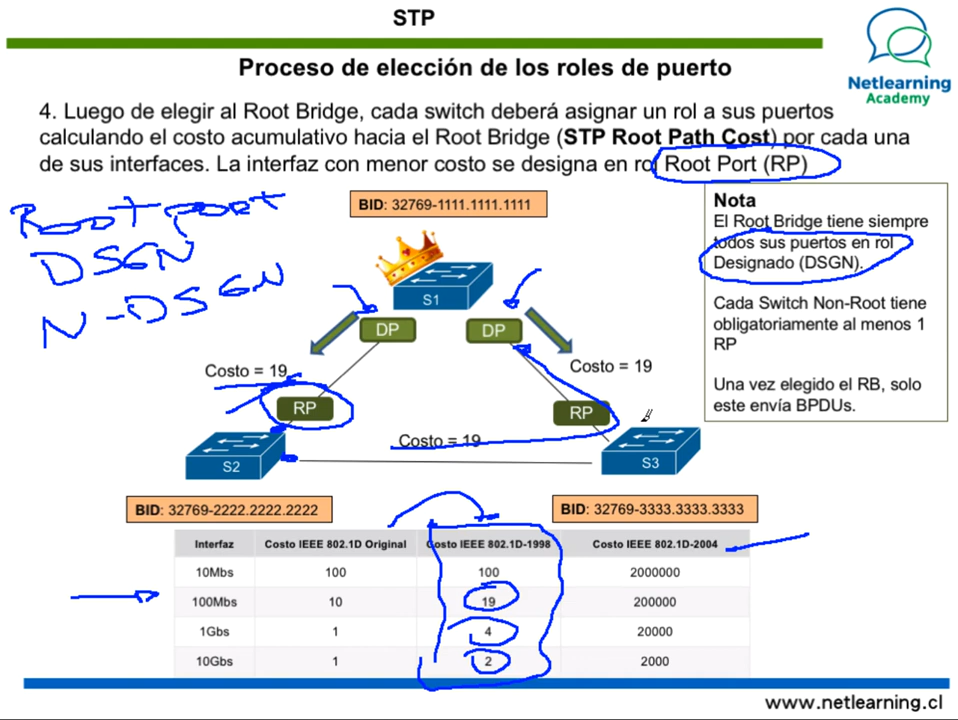 STP
Netlearning
Academy
Proceso de elección de los roles de puerto
4. Luego de elegir al Root Bridge, cada switch deberá asignar un rol a sus puertos
calculando el costo acumulativo hacia el Root Bridge (STP Root Path Cost) por cada una
de sus interfaces. La interfaz con menor costo se designa en ro Root Port (RP)
Root port
DSGN
N-DSGN
BID: 32769-1111.1111.1111
S1
DP
DP
Costo = 19
Costo = 19
RP
RP
Costo = 19
S2
S3
BID: 32769-2222.2222.2222
BID: 32769-3333.3333.3333
Nota
El Root Bridge tiene siempre
todos sus puertos en rol
Designado (DSGN).
Cada Switch Non-Root tiene
obligatoriamente al menos 1
RP
Una vez elegido el RB, solo
este envía BPDUs.
Interfaz Costo IEEE 802.1D Original Costo IEEE 802.1D-1998 Costo IEEE 802.1D-2004
10Mbs 100 100 2000000
100Mbs 10 19 200000
1Gbs 1 4 20000
10Gbs 1 2 2000
www.netlearning.cl